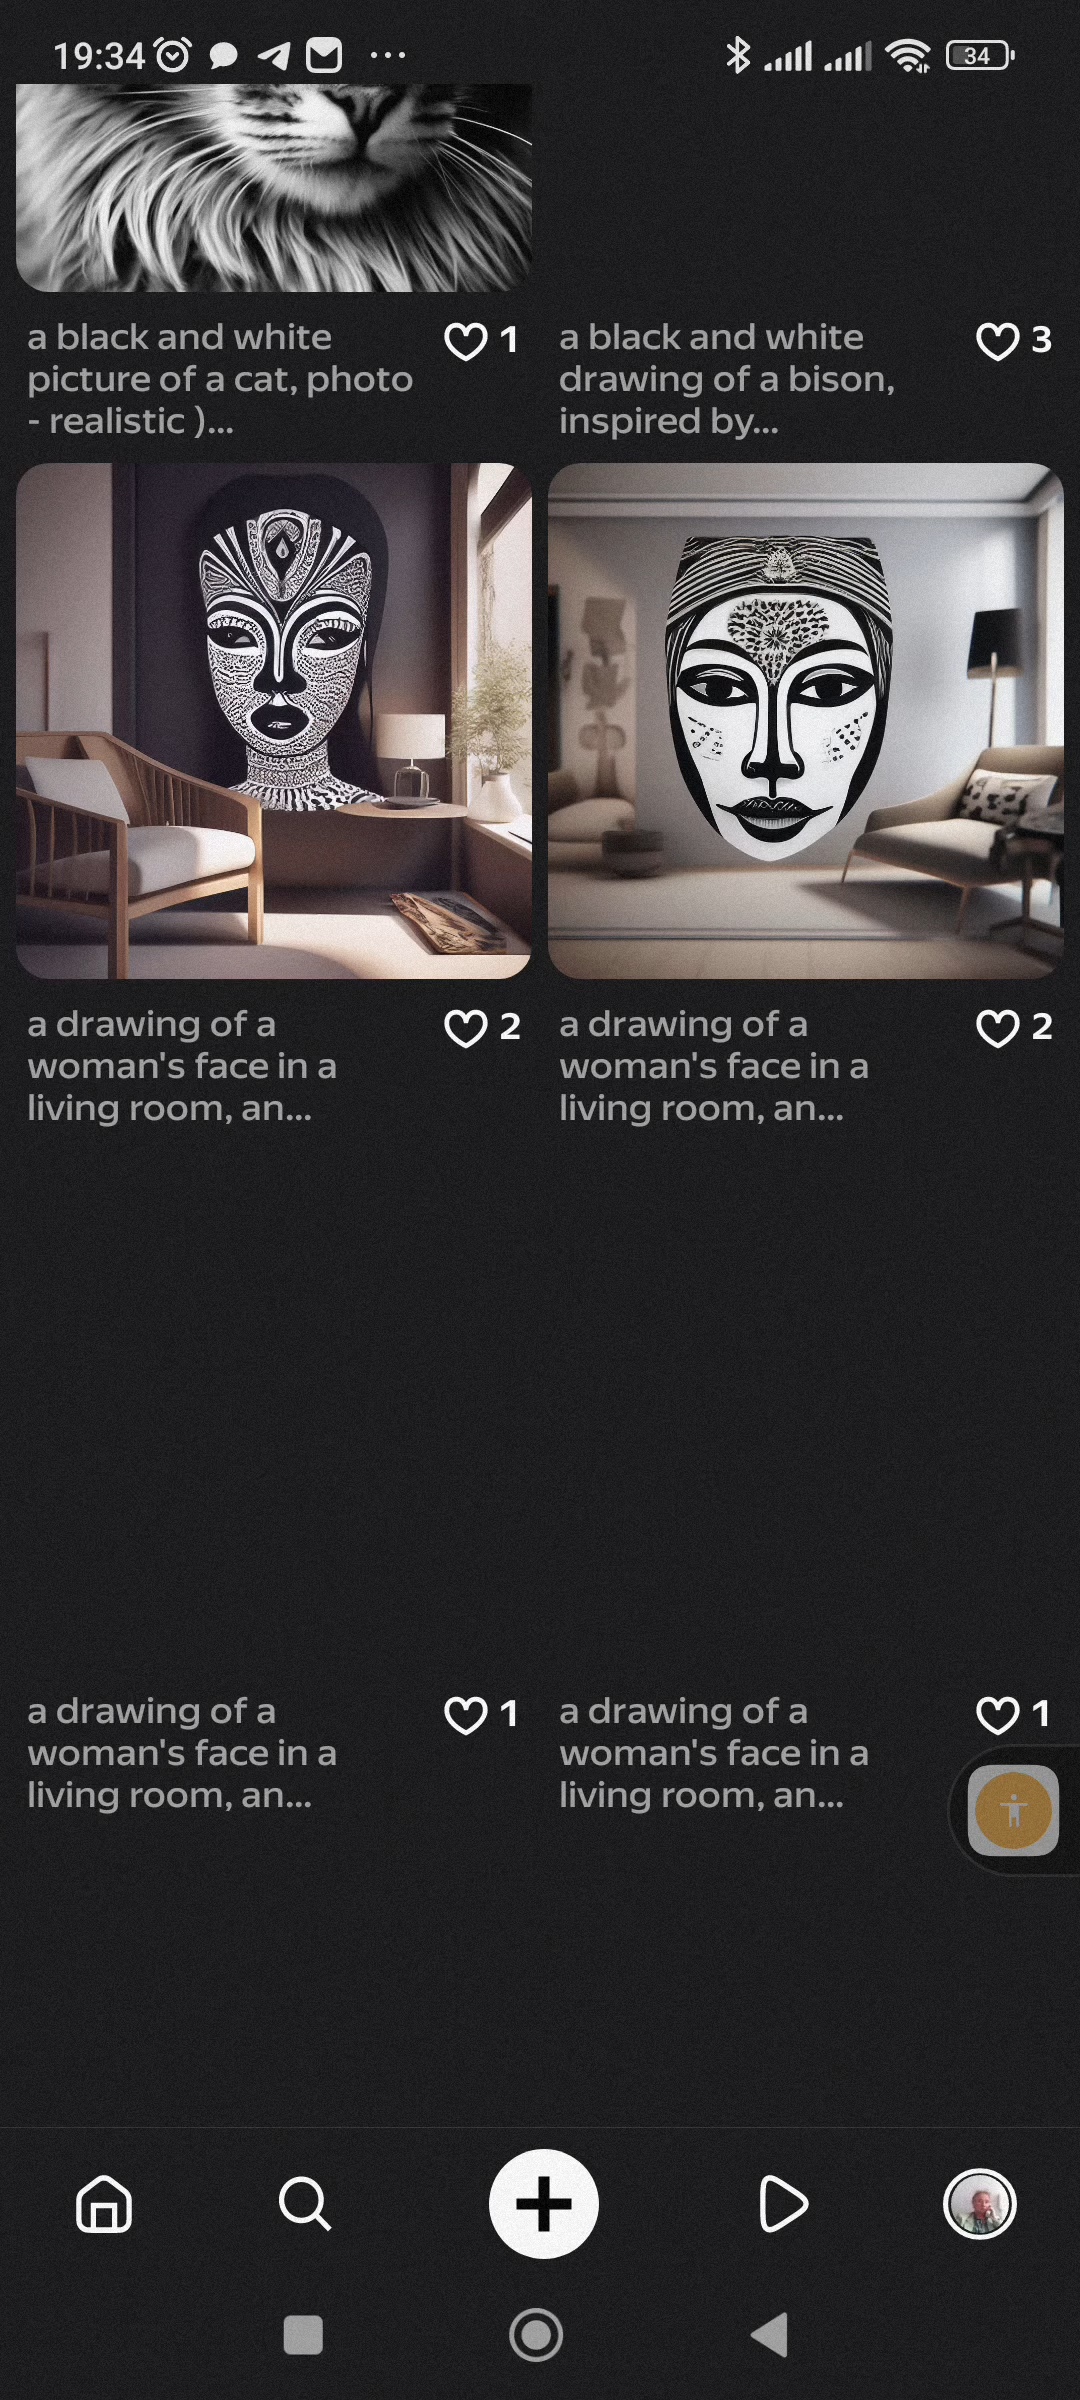 19:34
34
a black and white
picture of a cat, photo
- realistic )...
1
a black and white
drawing of a bison,
inspired by...
3
a drawing of a
woman's face in a
living room, an...
2
a drawing of a
woman's face in a
living room, an...
2
a drawing of a
woman's face in a
living room, an...
1
a drawing of a
woman's face in a
living room, an...
1